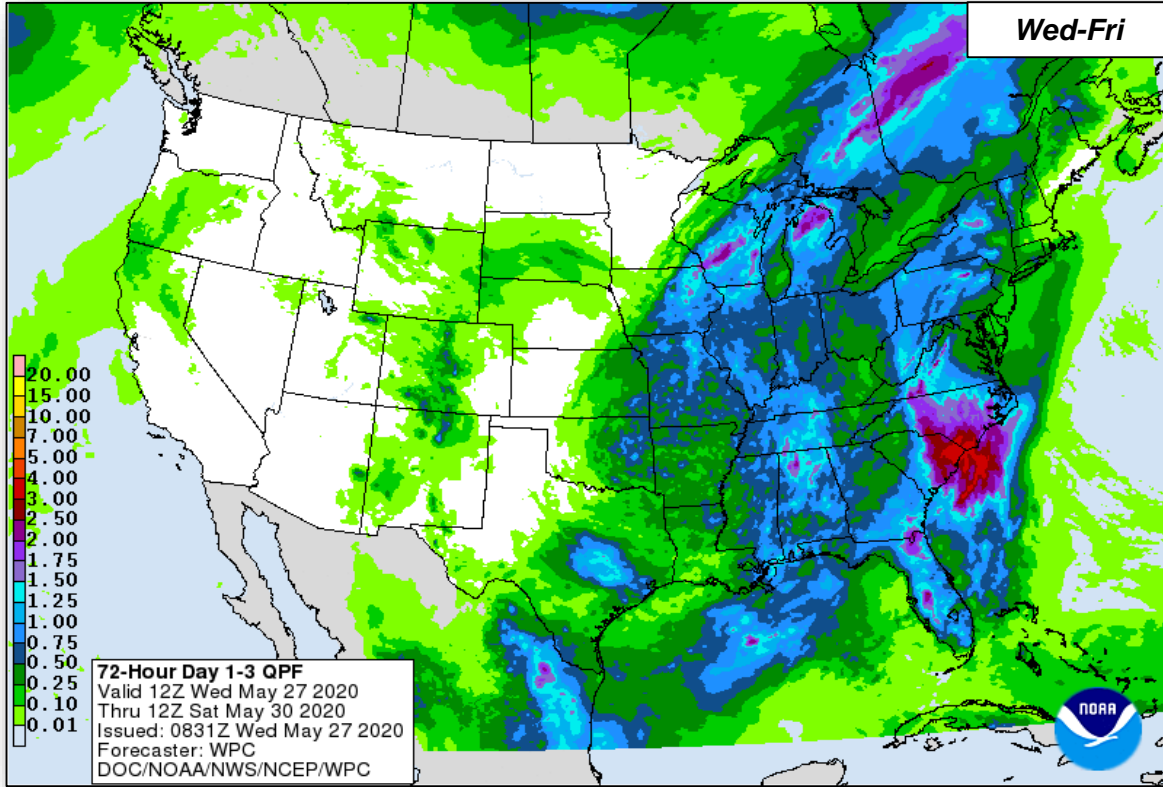 Wed-Fri
20.00
15.00
10.00
7.00
5.00
4.00
3.00
2.50
2.00
1.75
1.50
1.25
1.00
0.75
0.50
0.25
0.10
0.01
72-Hour Day 1-3 QPF
Valid 12Z Wed May 27 2020
Thru 12Z Sat May 30 2020
Issued: 0831Z Wed May 27 2020
Forecaster: WPC
DOC/NOAA/NWS/NCEP/WPC
NOAA